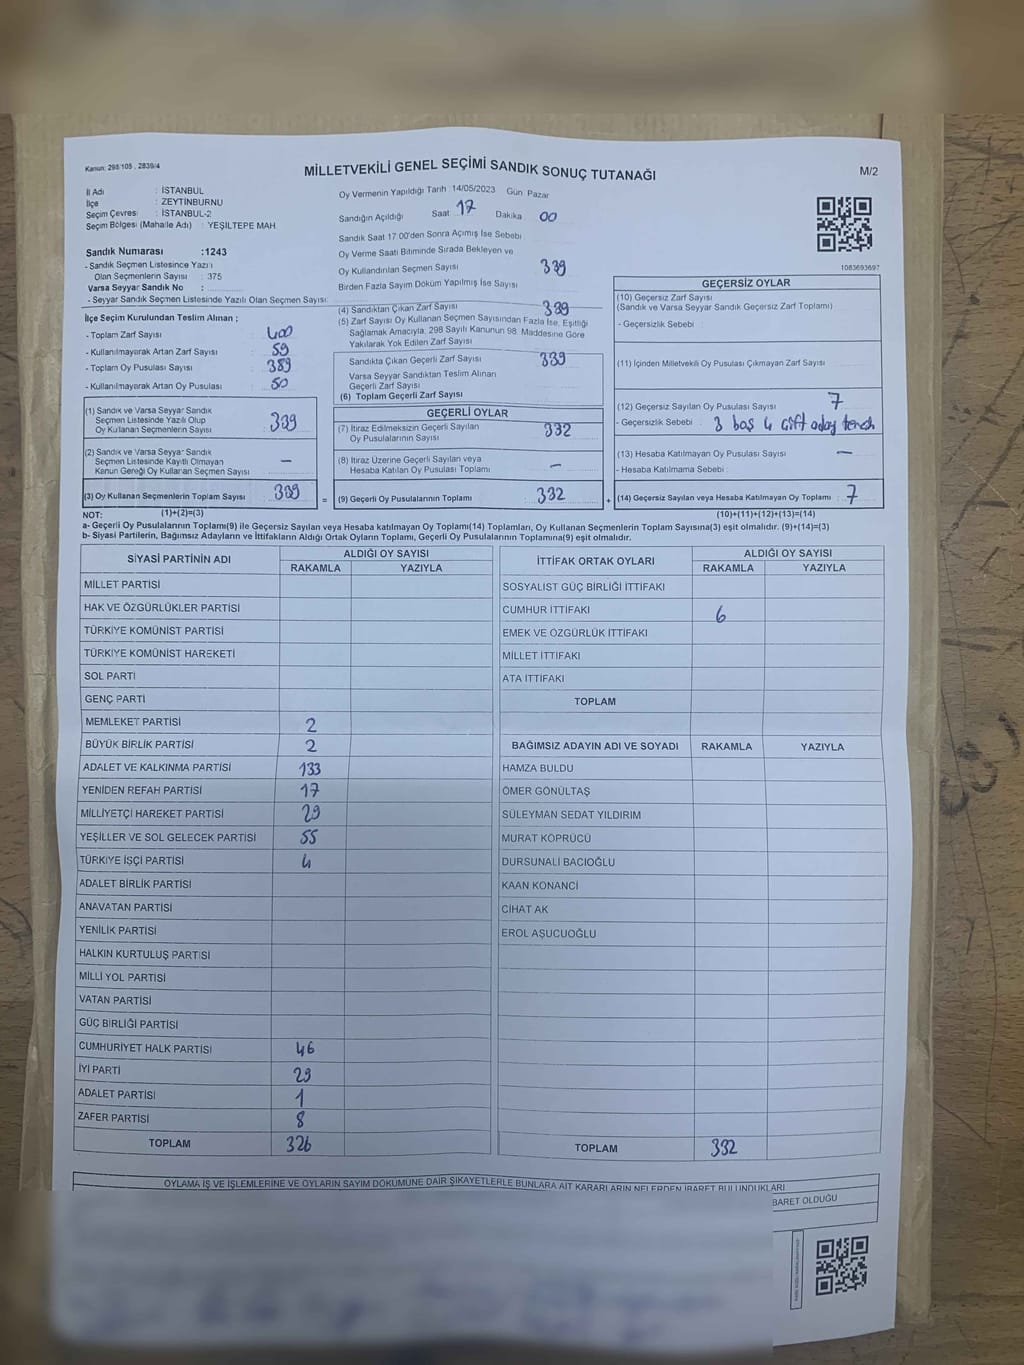 Kanun: 298/105 , 2839/4
MİLLETVEKİLİ GENEL SEÇİMİ SANDIK SONUÇ TUTANAĞI
M/2
İl Adı : İSTANBUL
İlçe : ZEYTİNBURNU
Seçim Çevresi : İSTANBUL-2
Seçim Bölgesi (Mahalle Adı) : YEŞİLTEPE MAH.
Oy Vermenin Yapıldığı Tarih 14/05/2023 Gün Pazar
Sandığın Açıldığı Saat 17 Dakika 00
Sandık Saat 17:00'den Sonra Açımış İse Sebebi
Oy Verme Saati Bitiminde Sırada Bekleyen ve
Oy Kullandırılan Seçmen Sayısı 339
Birden Fazla Sayım Döküm Yapılmış İse Sayısı
1083693697
Sandık Numarası :1243
- Sandık Seçmen Listesince Yazılı
Olan Seçmenlerin Sayısı : 375
Varsa Seyyar Sandık No :
- Seyyar Sandık Seçmen Listesinde Yazılı Olan Seçmen Sayısı:
İlçe Seçim Kurulundan Teslim Alınan ;
- Toplam Zarf Sayısı : 400
- Kullanılmayarak Artan Zarf Sayısı : 59
- Toplam Oy Pusulası Sayısı : 389
- Kullanılmayarak Artan Oy Pusulası : 50
(4) Sandıktan Çıkan Zarf Sayısı 339
(5) Zarf Sayısı Oy Kullanan Seçmen Sayısından Fazla İse, Eşitliği
Sağlamak Amacıyla, 298 Sayılı Kanunun 98. Maddesine Göre
Yakılarak Yok Edilen Zarf Sayısı
Sandıkta Çıkan Geçerli Zarf Sayısı 339
Varsa Seyyar Sandıktan Teslim Alınan
Geçerli Zarf Sayısı
(6) Toplam Geçerli Zarf Sayısı
GEÇERSİZ OYLAR
(10) Geçersiz Zarf Sayısı
(Sandık ve Varsa Seyyar Sandık Geçersiz Zarf Toplamı)
- Geçersizlik Sebebi :
(11) İçinden Milletvekili Oy Pusulası Çıkmayan Zarf Sayısı
(12) Geçersiz Sayılan Oy Pusulası Sayısı : 7
- Geçersizlik Sebebi : 3 boş 4 çift aday tercih
(13) Hesaba Katılmayan Oy Pusulası Sayısı : —
- Hesaba Katılmama Sebebi :
(14) Geçersiz Sayılan veya Hesaba Katılmayan Oy Toplamı : 7
(10)+(11)+(12)+(13)=(14)
(1) Sandık ve Varsa Seyyar Sandık
Seçmen Listesinde Yazılı Olup
Oy Kullanan Seçmenlerin Sayısı : 339
(2) Sandık ve Varsa Seyyar Sandık
Seçmen Listesinde Kayıtlı Olmayan
Kanun Gereği Oy Kullanan Seçmen Sayısı : —
(3) Oy Kullanan Seçmenlerin Toplam Sayısı : 339
(1)+(2)=(3)
GEÇERLİ OYLAR
(7) İtiraz Edilmeksizin Geçerli Sayılan
Oy Pusulalarının Sayısı : 332
(8) İtiraz Üzerine Geçerli Sayılan veya
Hesaba Katılan Oy Pusulası Toplamı : —
= (9) Geçerli Oy Pusulalarının Toplamı : 332 +
NOT:
a- Geçerli Oy Pusulalarının Toplamı(9) ile Geçersiz Sayılan veya Hesaba katılmayan Oy Toplamı(14) Toplamları, Oy Kullanan Seçmenlerin Toplam Sayısına(3) eşit olmalıdır. (9)+(14)=(3)
b- Siyasi Partilerin, Bağımsız Adayların ve İttifakların Aldığı Ortak Oyların Toplamı, Geçerli Oy Pusulalarının Toplamına(9) eşit olmalıdır.
SİYASİ PARTİNİN ADI ALDIĞI OY SAYISI
RAKAMLA YAZIYLA
MİLLET PARTİSİ
HAK VE ÖZGÜRLÜKLER PARTİSİ
TÜRKİYE KOMÜNİST PARTİSİ
TÜRKİYE KOMÜNİST HAREKETİ
SOL PARTİ
GENÇ PARTİ
MEMLEKET PARTİSİ 2
BÜYÜK BİRLİK PARTİSİ 2
ADALET VE KALKINMA PARTİSİ 133
YENİDEN REFAH PARTİSİ 17
MİLLİYETÇİ HAREKET PARTİSİ 29
YEŞİLLER VE SOL GELECEK PARTİSİ 55
TÜRKİYE İŞÇİ PARTİSİ 4
ADALET BİRLİK PARTİSİ
ANAVATAN PARTİSİ
YENİLİK PARTİSİ
HALKIN KURTULUŞ PARTİSİ
MİLLİ YOL PARTİSİ
VATAN PARTİSİ
GÜÇ BİRLİĞİ PARTİSİ
CUMHURİYET HALK PARTİSİ 46
İYİ PARTİ 29
ADALET PARTİSİ 1
ZAFER PARTİSİ 8
TOPLAM 326
İTTİFAK ORTAK OYLARI ALDIĞI OY SAYISI
RAKAMLA YAZIYLA
SOSYALİST GÜÇ BİRLİĞİ İTTİFAKI
CUMHUR İTTİFAKI 6
EMEK VE ÖZGÜRLÜK İTTİFAKI
MİLLET İTTİFAKI
ATA İTTİFAKI
TOPLAM
BAĞIMSIZ ADAYIN ADI VE SOYADI RAKAMLA YAZIYLA
HAMZA BULDU
ÖMER GÖNÜLTAŞ
SÜLEYMAN SEDAT YILDIRIM
MURAT KÖPRÜCÜ
DURSUNALİ BACIOĞLU
KAAN KONANCİ
CİHAT AK
EROL AŞUCUOĞLU
TOPLAM 332
OYLAMA İŞ VE İŞLEMLERİNE VE OYLARIN SAYIM DÖKÜMÜNE DAİR ŞİKAYETLERLE BUNLARA AİT KARARLARIN NELERDEN İBARET BULUNDUKLARI
BARET OLDUĞU